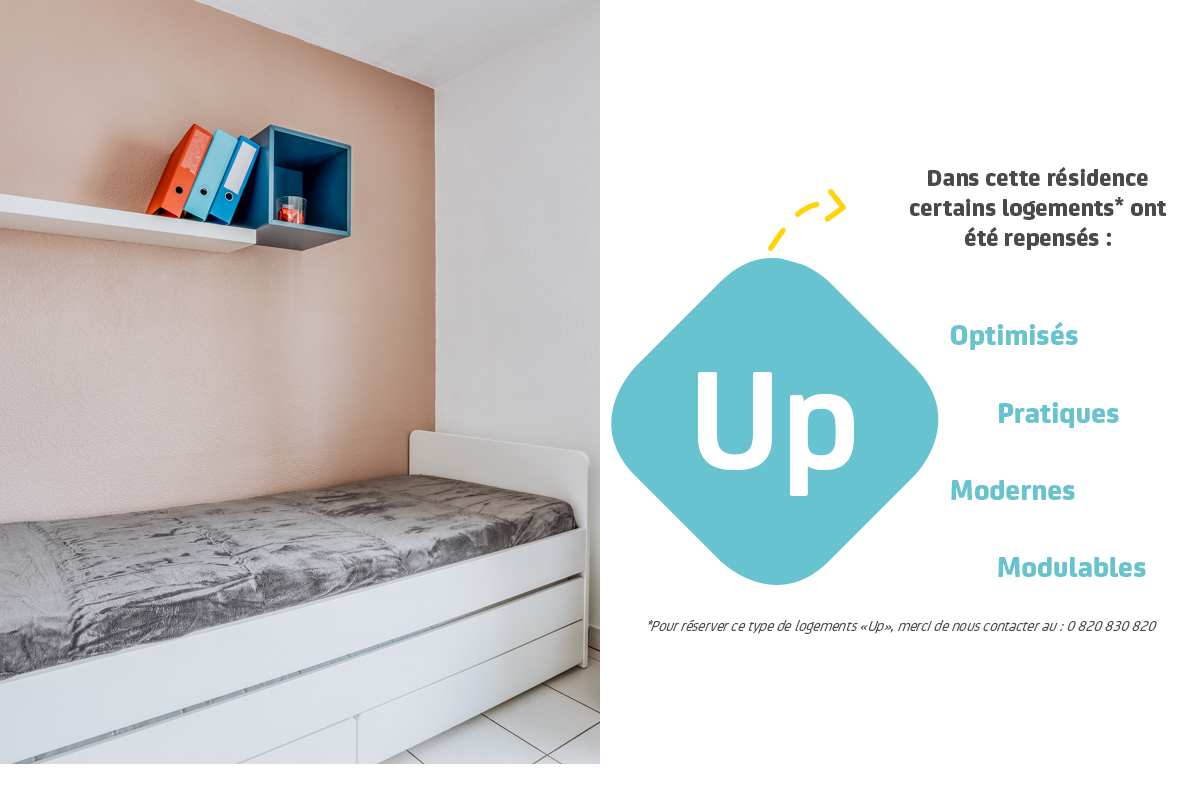 Dans cette résidence
certains logements* ont
été repensés :
Up
Optimisés
Pratiques
Modernes
Modulables
*Pour réserver ce type de logements «Up», merci de nous contacter au : 0 820 830 820